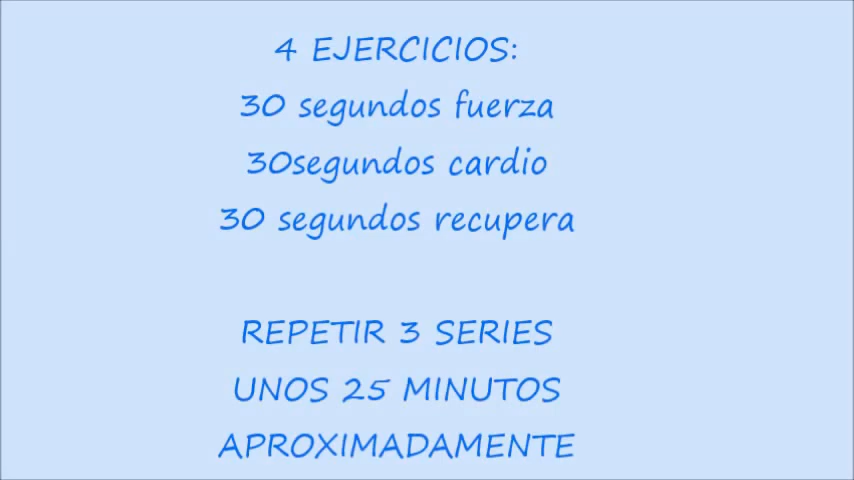 4 EJERCICIOS:
30 segundos fuerza
30segundos cardio
30 segundos recupera
REPETIR 3 SERIES
UNOS 25 MINUTOS
APROXIMADAMENTE